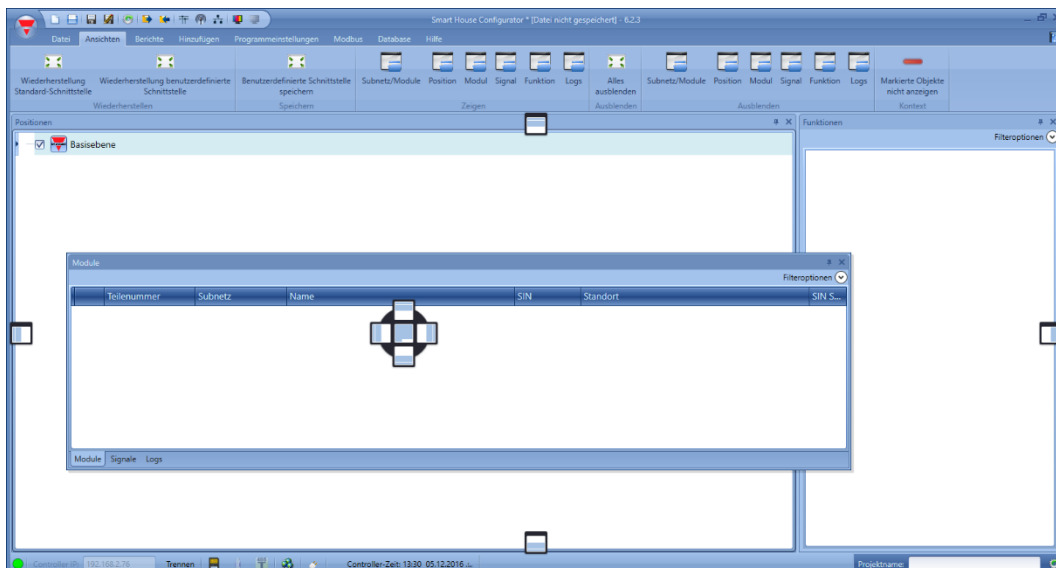 Smart House Configurator * [Datei nicht gespeichert] - 6.2.3
Datei Ansichten Berichte Hinzufügen Programmeinstellungen Modbus Database Hilfe
Wiederherstellung Standard-Schnittstelle
Wiederherstellung benutzerdefinierte Schnittstelle
Benutzerdefinierte Schnittstelle speichern
Subnetz/Module Position Modul Signal Funktion Logs
Alles ausblenden
Subnetz/Module Position Modul Signal Funktion Logs
Markierte Objekte nicht anzeigen
Wiederherstellen Speichern Zeigen Ausblenden Ausblenden Kontext
Positionen
Funktionen
Filteroptionen
Basisebene
Module
Filteroptionen
Teilenummer Subnetz Name SIN Standort SIN S...
Module Signale Logs
Controller IP: 192.168.2.76 Trennen Controller-Zeit: 13:30 05.12.2016 Projektname: